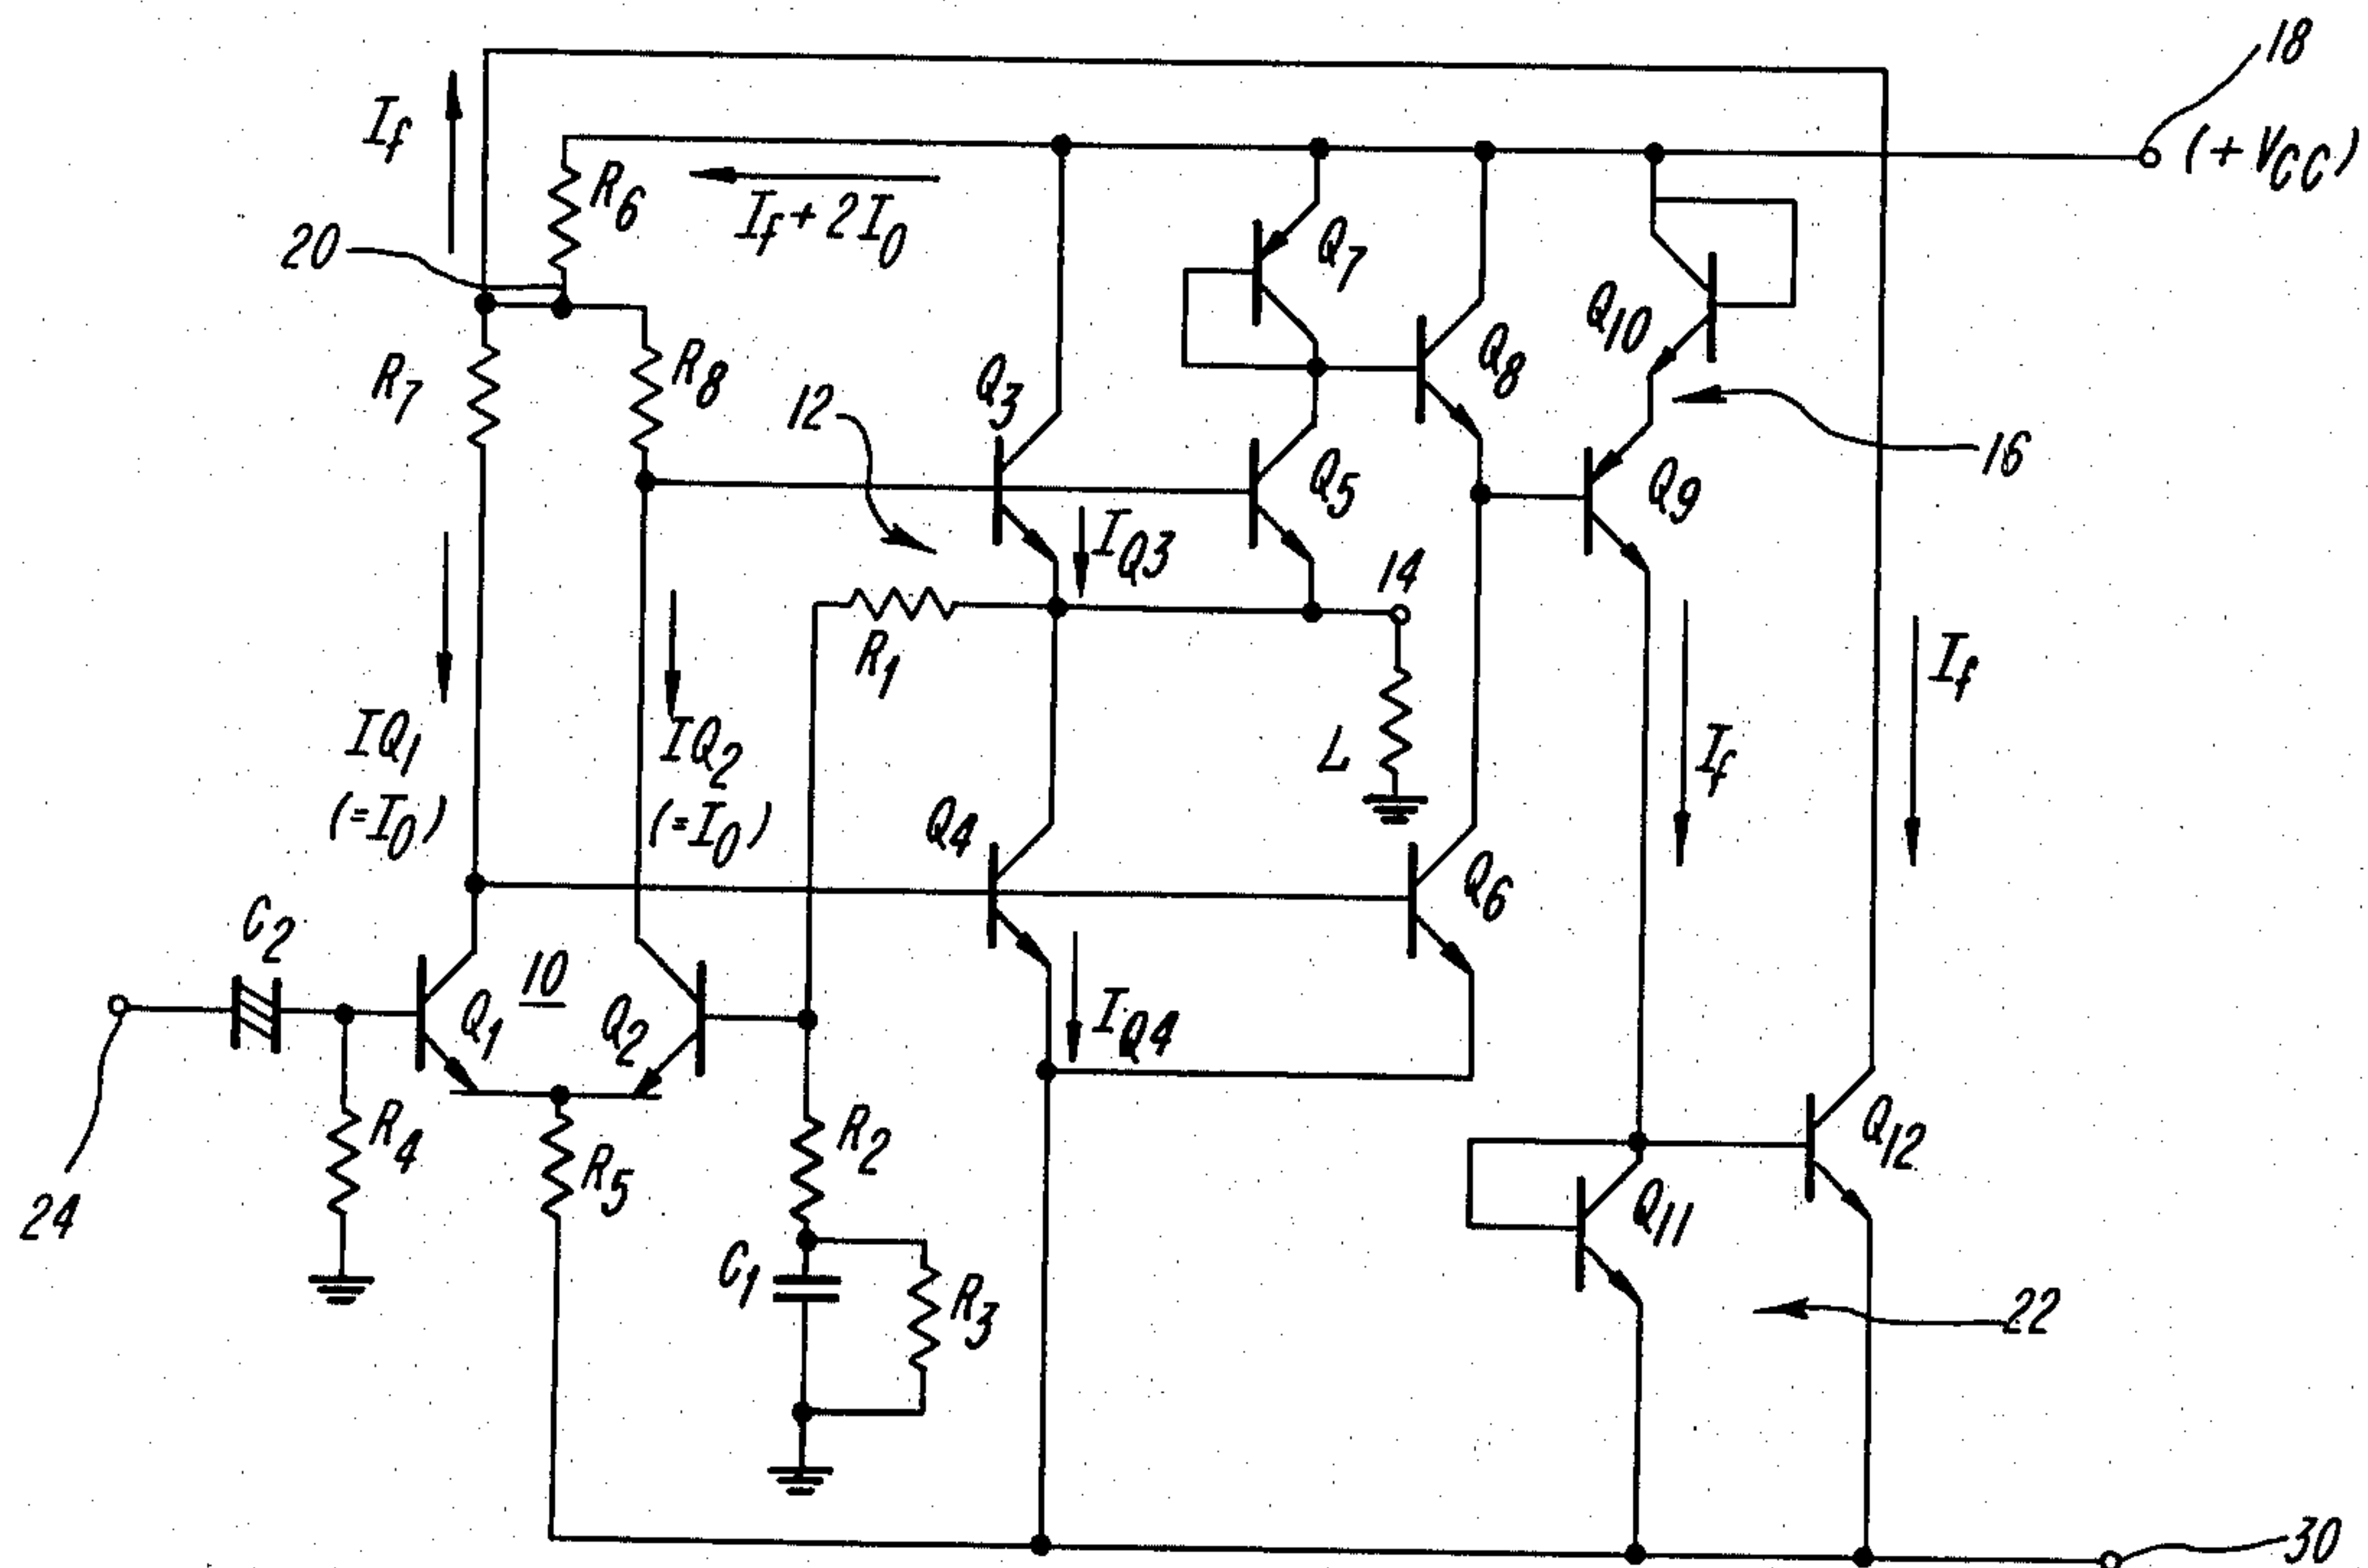 18
(+VCC)
If
R6
If+2I0
20
Q7
Q10
Q8
R7
R8
12
Q3
16
Q5
Q9
IQ3
14
R1
If
IQ1
(=I0)
IQ2
(=I0)
L
If
Q4
Q6
C2
10
Q1
Q2
IQ4
R4
R5
R2
Q12
24
Q11
C1
R3
22
30